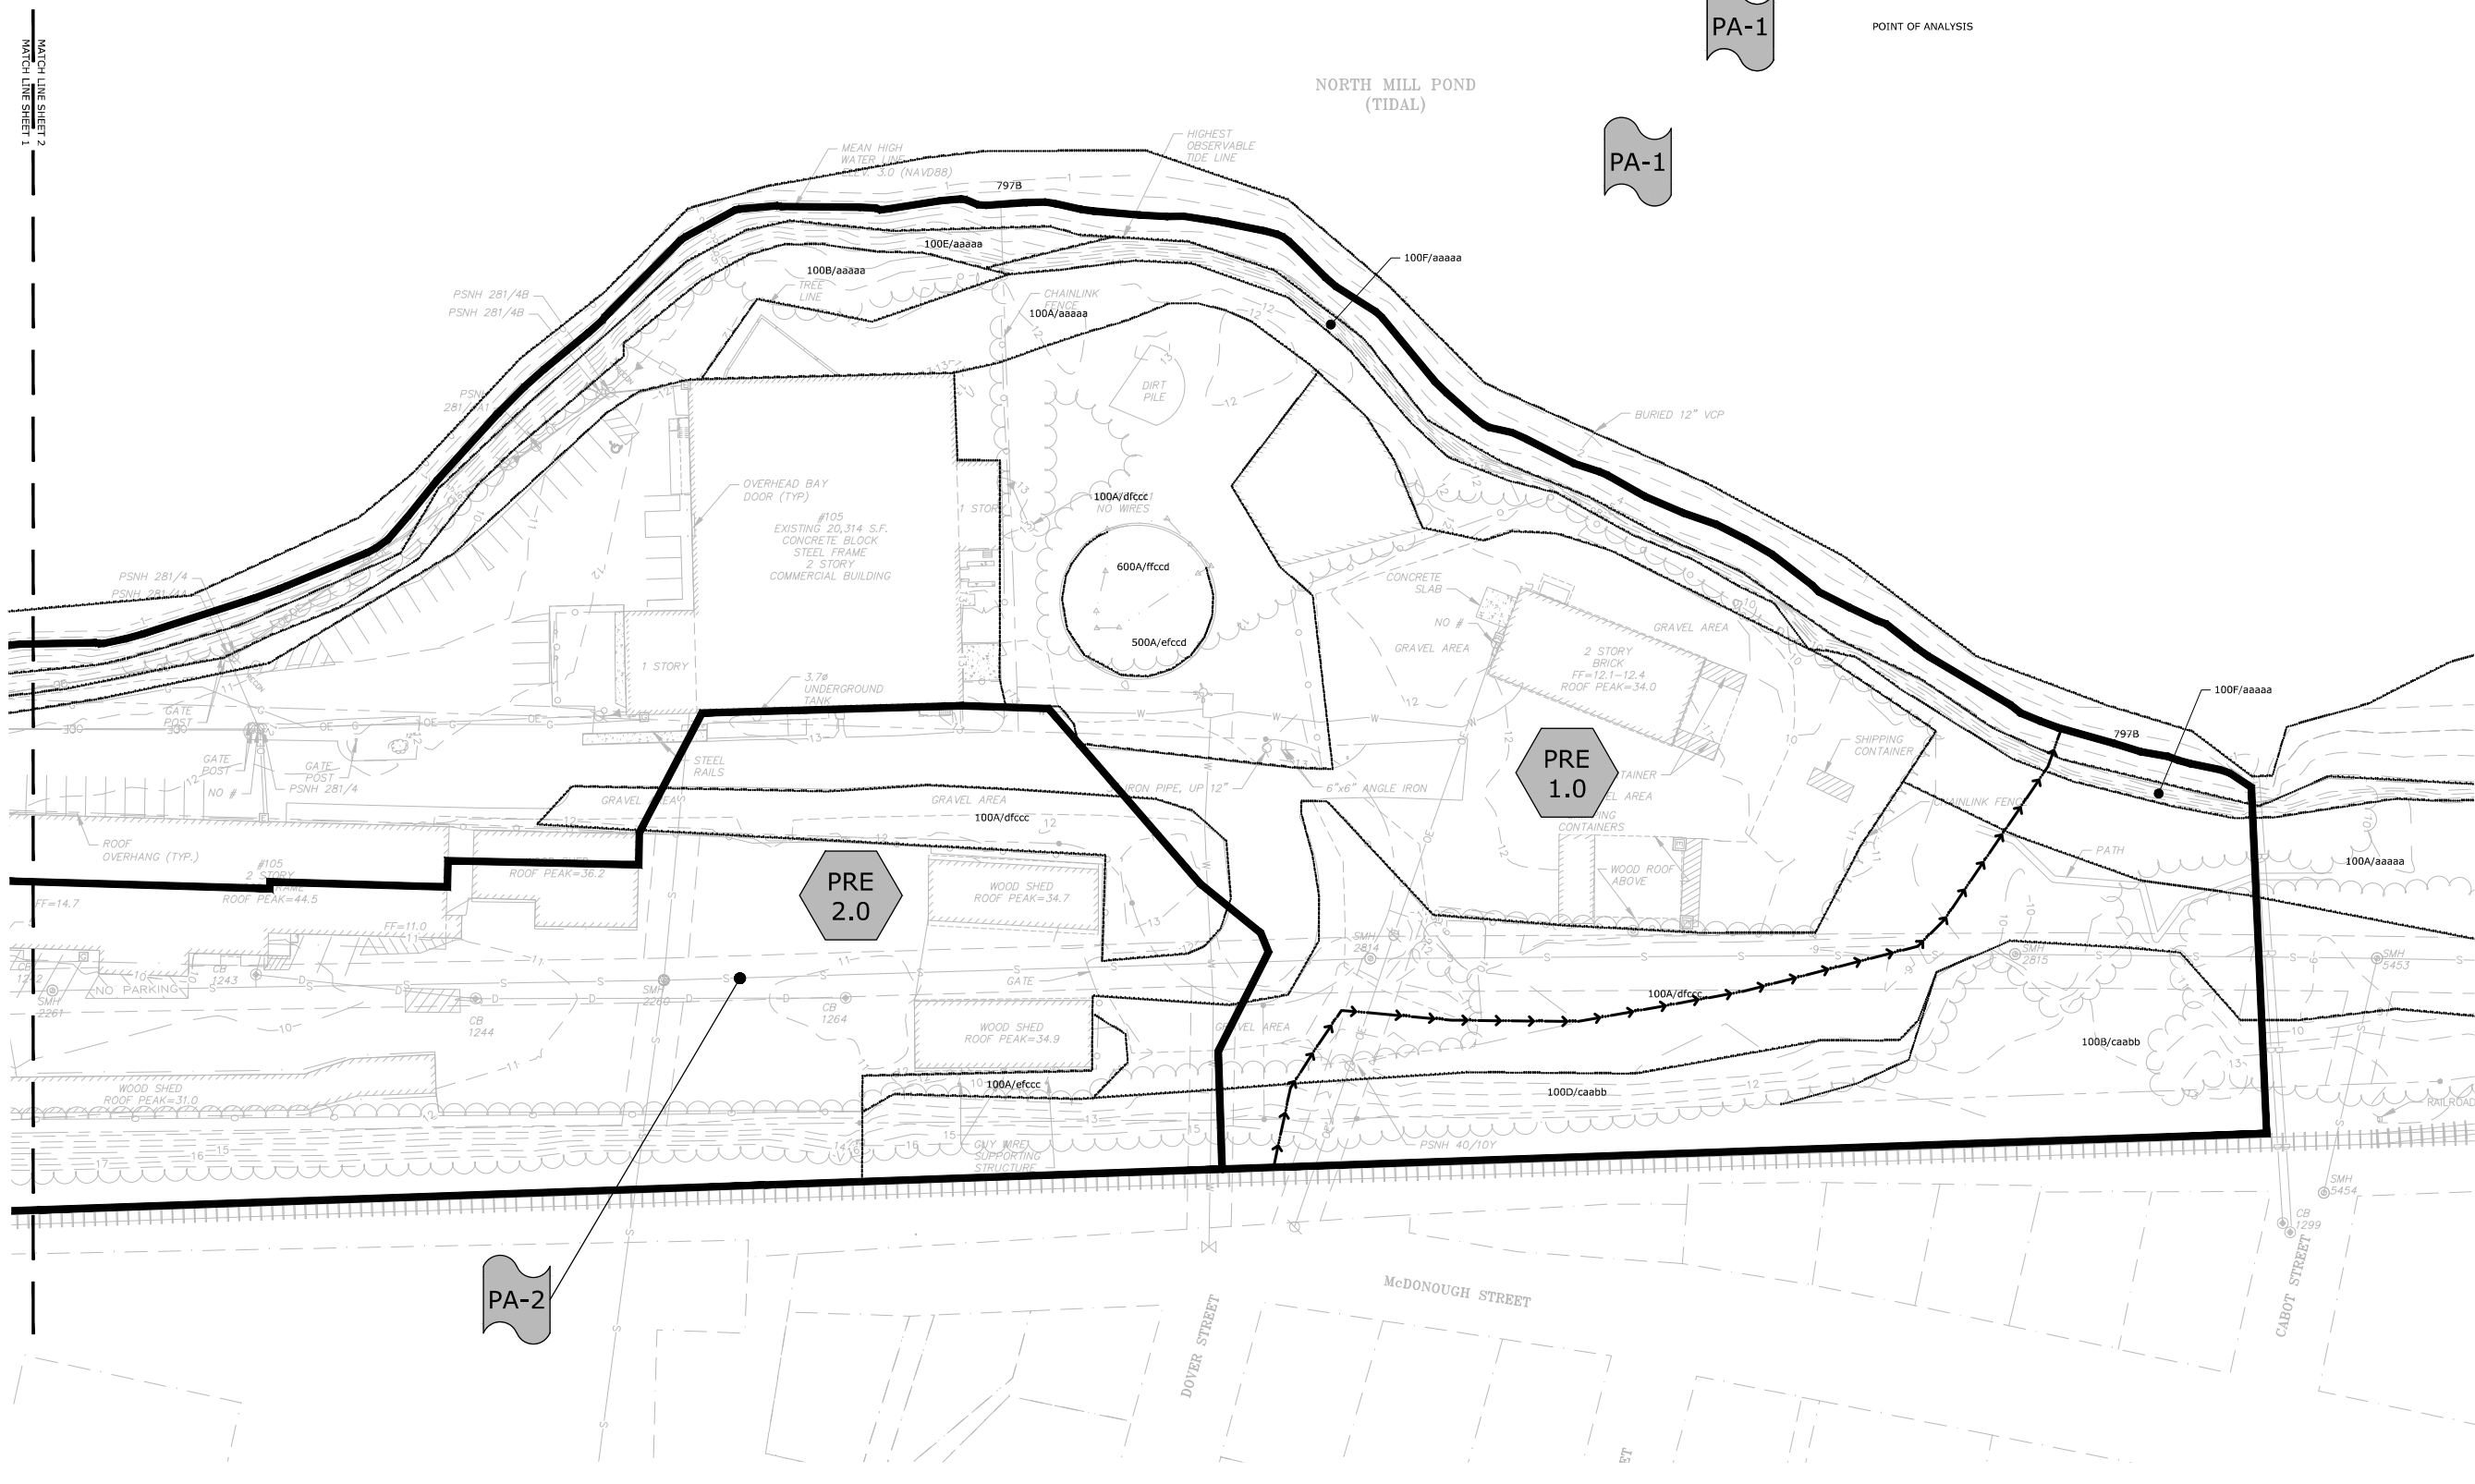 MATCH LINE SHEET 2
MATCH LINE SHEET 1
PA-1
POINT OF ANALYSIS
NORTH MILL POND
(TIDAL)
PA-1
MEAN HIGH
WATER LINE
ELEV. 3.0 (NAVD88)
HIGHEST
OBSERVABLE
TIDE LINE
797B
100E/aaaaa
100B/aaaaa
100F/aaaaa
TREE
LINE
CHAINLINK
FENCE
100A/aaaaa
PSNH 281/4B
PSNH 281/4B
DIRT
PILE
BURIED 12" VCP
OVERHEAD BAY
DOOR (TYP)
#105
EXISTING 20,314 S.F.
CONCRETE BLOCK
STEEL FRAME
2 STORY
COMMERCIAL BUILDING
1 STORY
100A/dfccc
NO WIRES
600A/ffccd
500A/efccd
PSNH 281/4
CONCRETE
SLAB
NO #
GRAVEL AREA
GRAVEL AREA
2 STORY
BRICK
FF=12.1-12.4
ROOF PEAK=34.0
1 STORY
3.7ø
UNDERGROUND
TANK
100F/aaaaa
GATE
POST
GATE
POST
NO #
GATE
POST
PSNH 281/4
STEEL
RAILS
IRON PIPE, UP 12"
6"x6" ANGLE IRON
PRE
1.0
SHIPPING
CONTAINER
797B
CHAINLINK FENCE
GRAVEL AREA
GRAVEL AREA
100A/dfccc
CONTAINERS
WOOD ROOF
ABOVE
PATH
100A/aaaaa
ROOF
OVERHANG (TYP.)
#105
2 STORY
ROOF PEAK=44.5
ROOF PEAK=36.2
PRE
2.0
WOOD SHED
ROOF PEAK=34.7
FF=14.7
FF=11.0
CB
1243
NO PARKING
SMH
2261
CB
1244
SMH
2260
CB
1264
GATE
SMH
2814
SMH
2815
SMH
5453
100A/dfccc
WOOD SHED
ROOF PEAK=34.9
GRAVEL AREA
100A/efccc
100D/caabb
100B/caabb
WOOD SHED
ROOF PEAK=31.0
GUY WIRE
SUPPORTING
STRUCTURE
PSNH 40/10Y
RAILROAD
SMH
5454
CB
1299
PA-2
McDONOUGH STREET
DOVER STREET
CABOT STREET